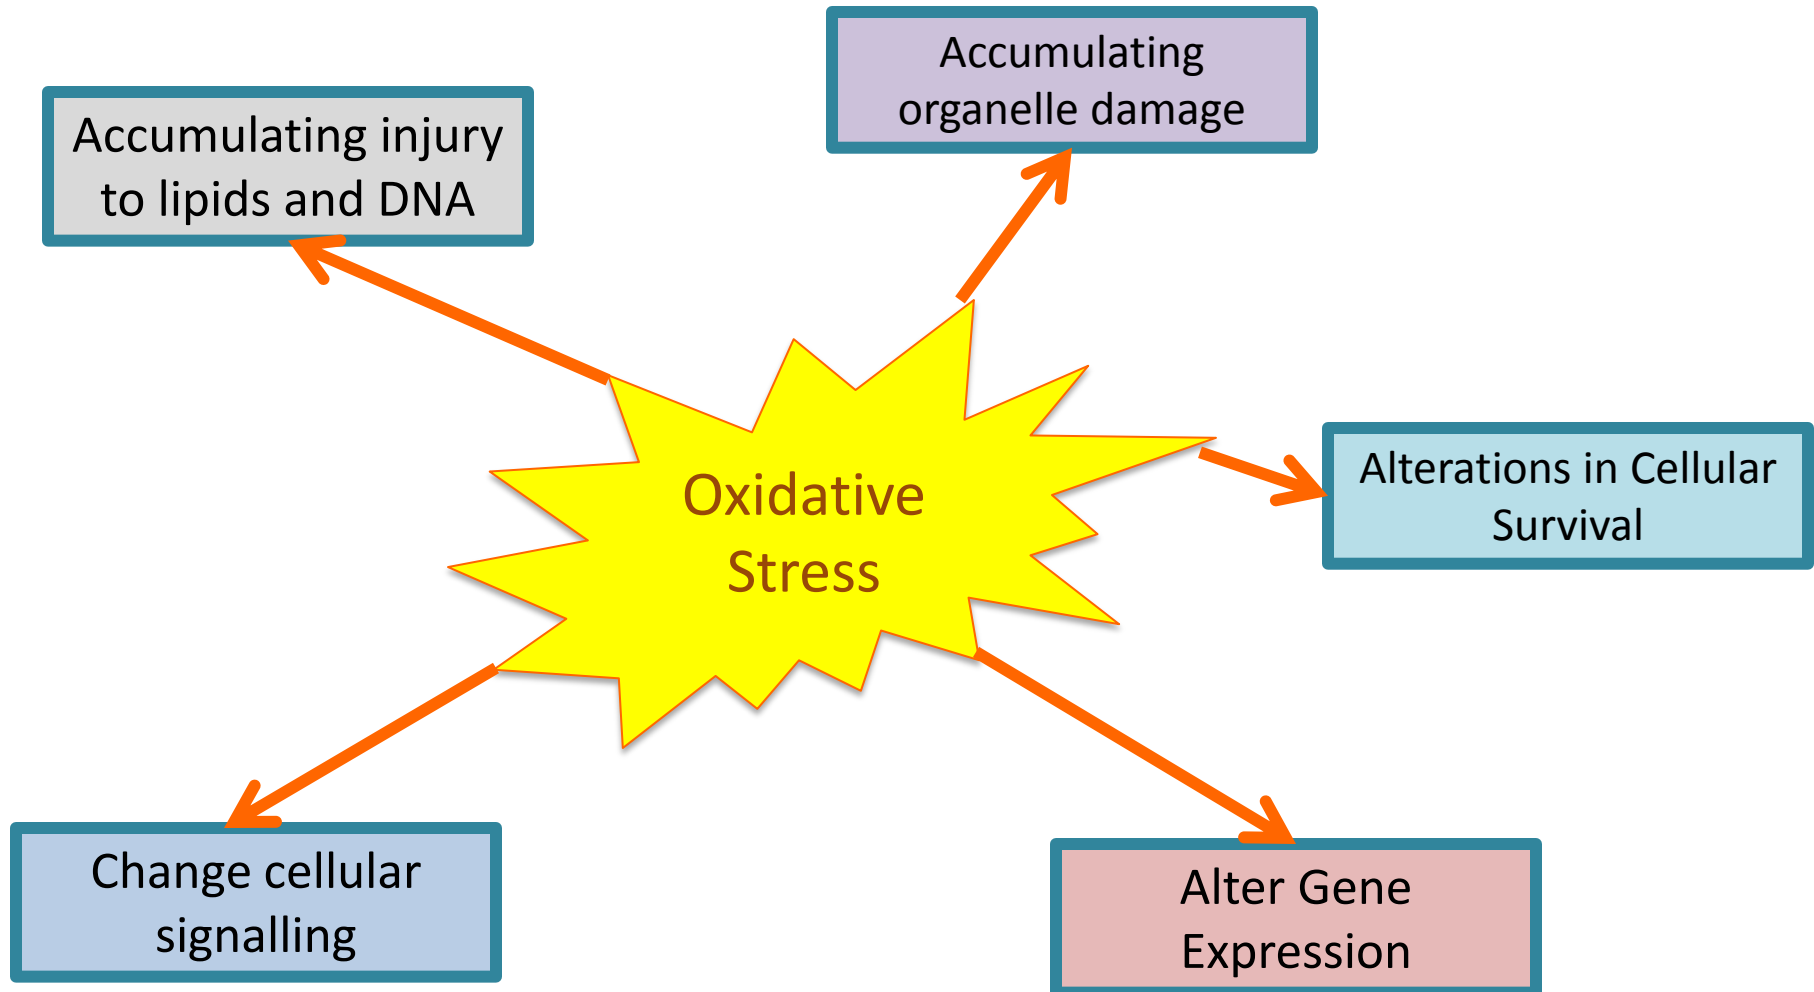 Accumulating
organelle damage
Accumulating injury
to lipids and DNA
Oxidative
Stress
Alterations in Cellular
Survival
Change cellular
signalling
Alter Gene
Expression